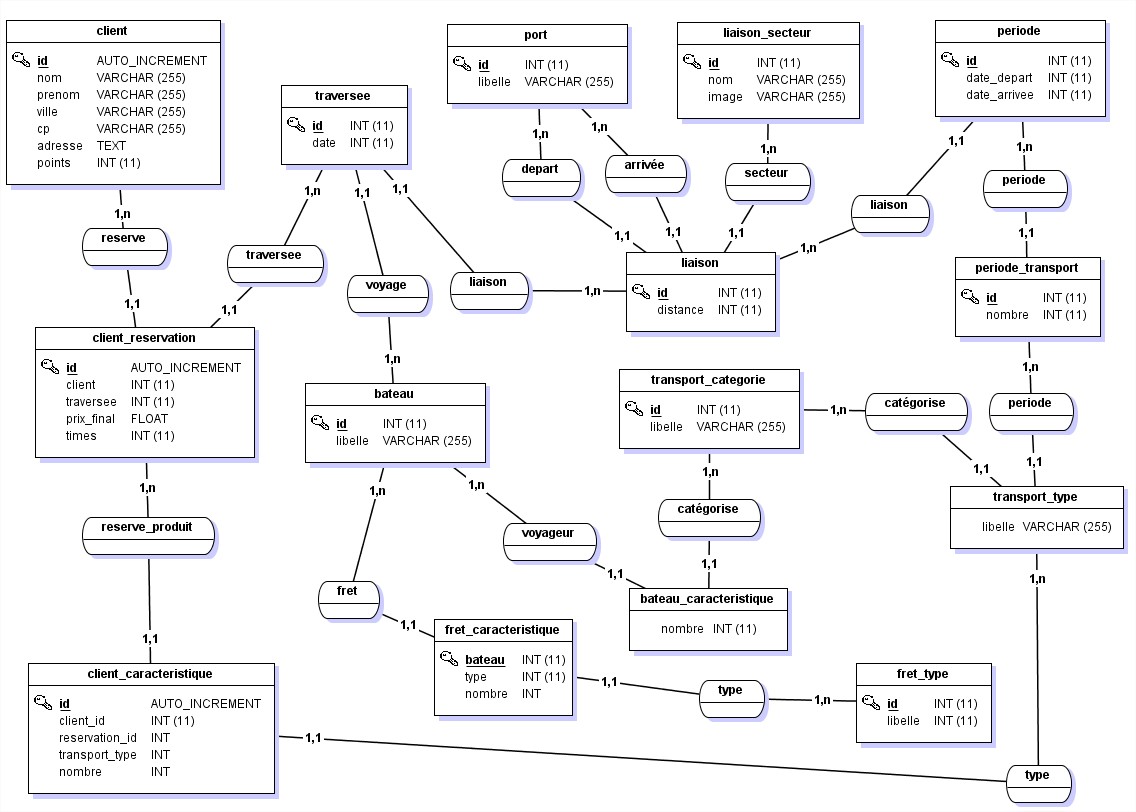 client
id AUTO_INCREMENT
nom VARCHAR (255)
prenom VARCHAR (255)
ville VARCHAR (255)
cp VARCHAR (255)
adresse TEXT
points INT (11)
port
id INT (11)
libelle VARCHAR (255)
liaison_secteur
id INT (11)
nom VARCHAR (255)
image VARCHAR (255)
periode
id INT (11)
date_depart INT (11)
date_arrivee INT (11)
traversee
id INT (11)
date INT (11)
1,n
1,n
1,n
1,1
1,n
depart
arrivée
secteur
periode
1,n
1,1
1,1
1,n
liaison
reserve
traversee
1,1
1,1
1,1
1,n
1,1
voyage
liaison
1,n
liaison
id INT (11)
distance INT (11)
periode_transport
id INT (11)
nombre INT (11)
1,1
1,1
client_reservation
id AUTO_INCREMENT
client INT (11)
traversee INT (11)
prix_final FLOAT
times INT (11)
1,n
1,n
bateau
id INT (11)
libelle VARCHAR (255)
transport_categorie
id INT (11)
libelle VARCHAR (255)
1,n
catégorise
periode
1,n
1,n
1,n
1,n
1,1
1,1
transport_type
libelle VARCHAR (255)
reserve_produit
voyageur
catégorise
1,1
1,1
1,n
fret
bateau_caracteristique
nombre INT (11)
1,1
1,1
fret_caracteristique
bateau INT (11)
type INT (11)
nombre INT
1,1
type
1,n
fret_type
id INT (11)
libelle INT (11)
client_caracteristique
id AUTO_INCREMENT
client_id INT (11)
reservation_id INT
transport_type INT
nombre INT
1,1
type